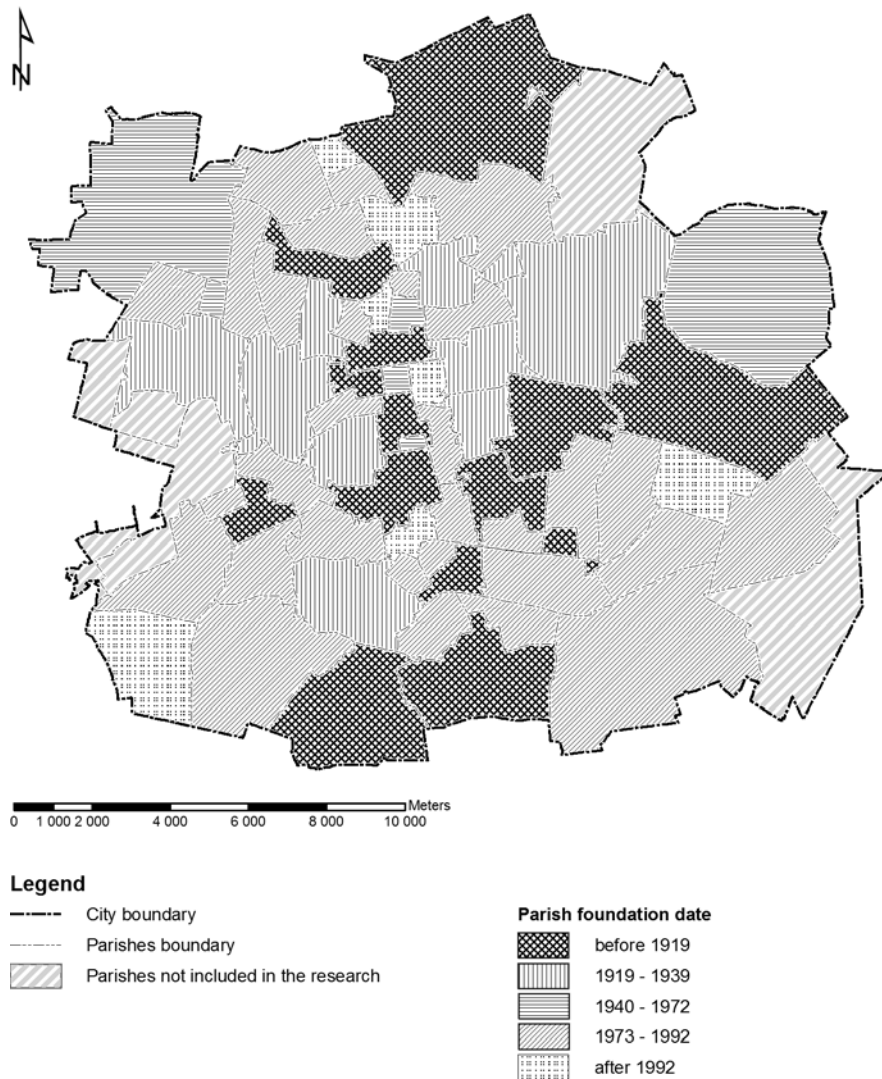 N
Meters
0 1 000 2 000 4 000 6 000 8 000 10 000
Legend
City boundary
Parishes boundary
Parishes not included in the research
Parish foundation date
before 1919
1919 - 1939
1940 - 1972
1973 - 1992
after 1992